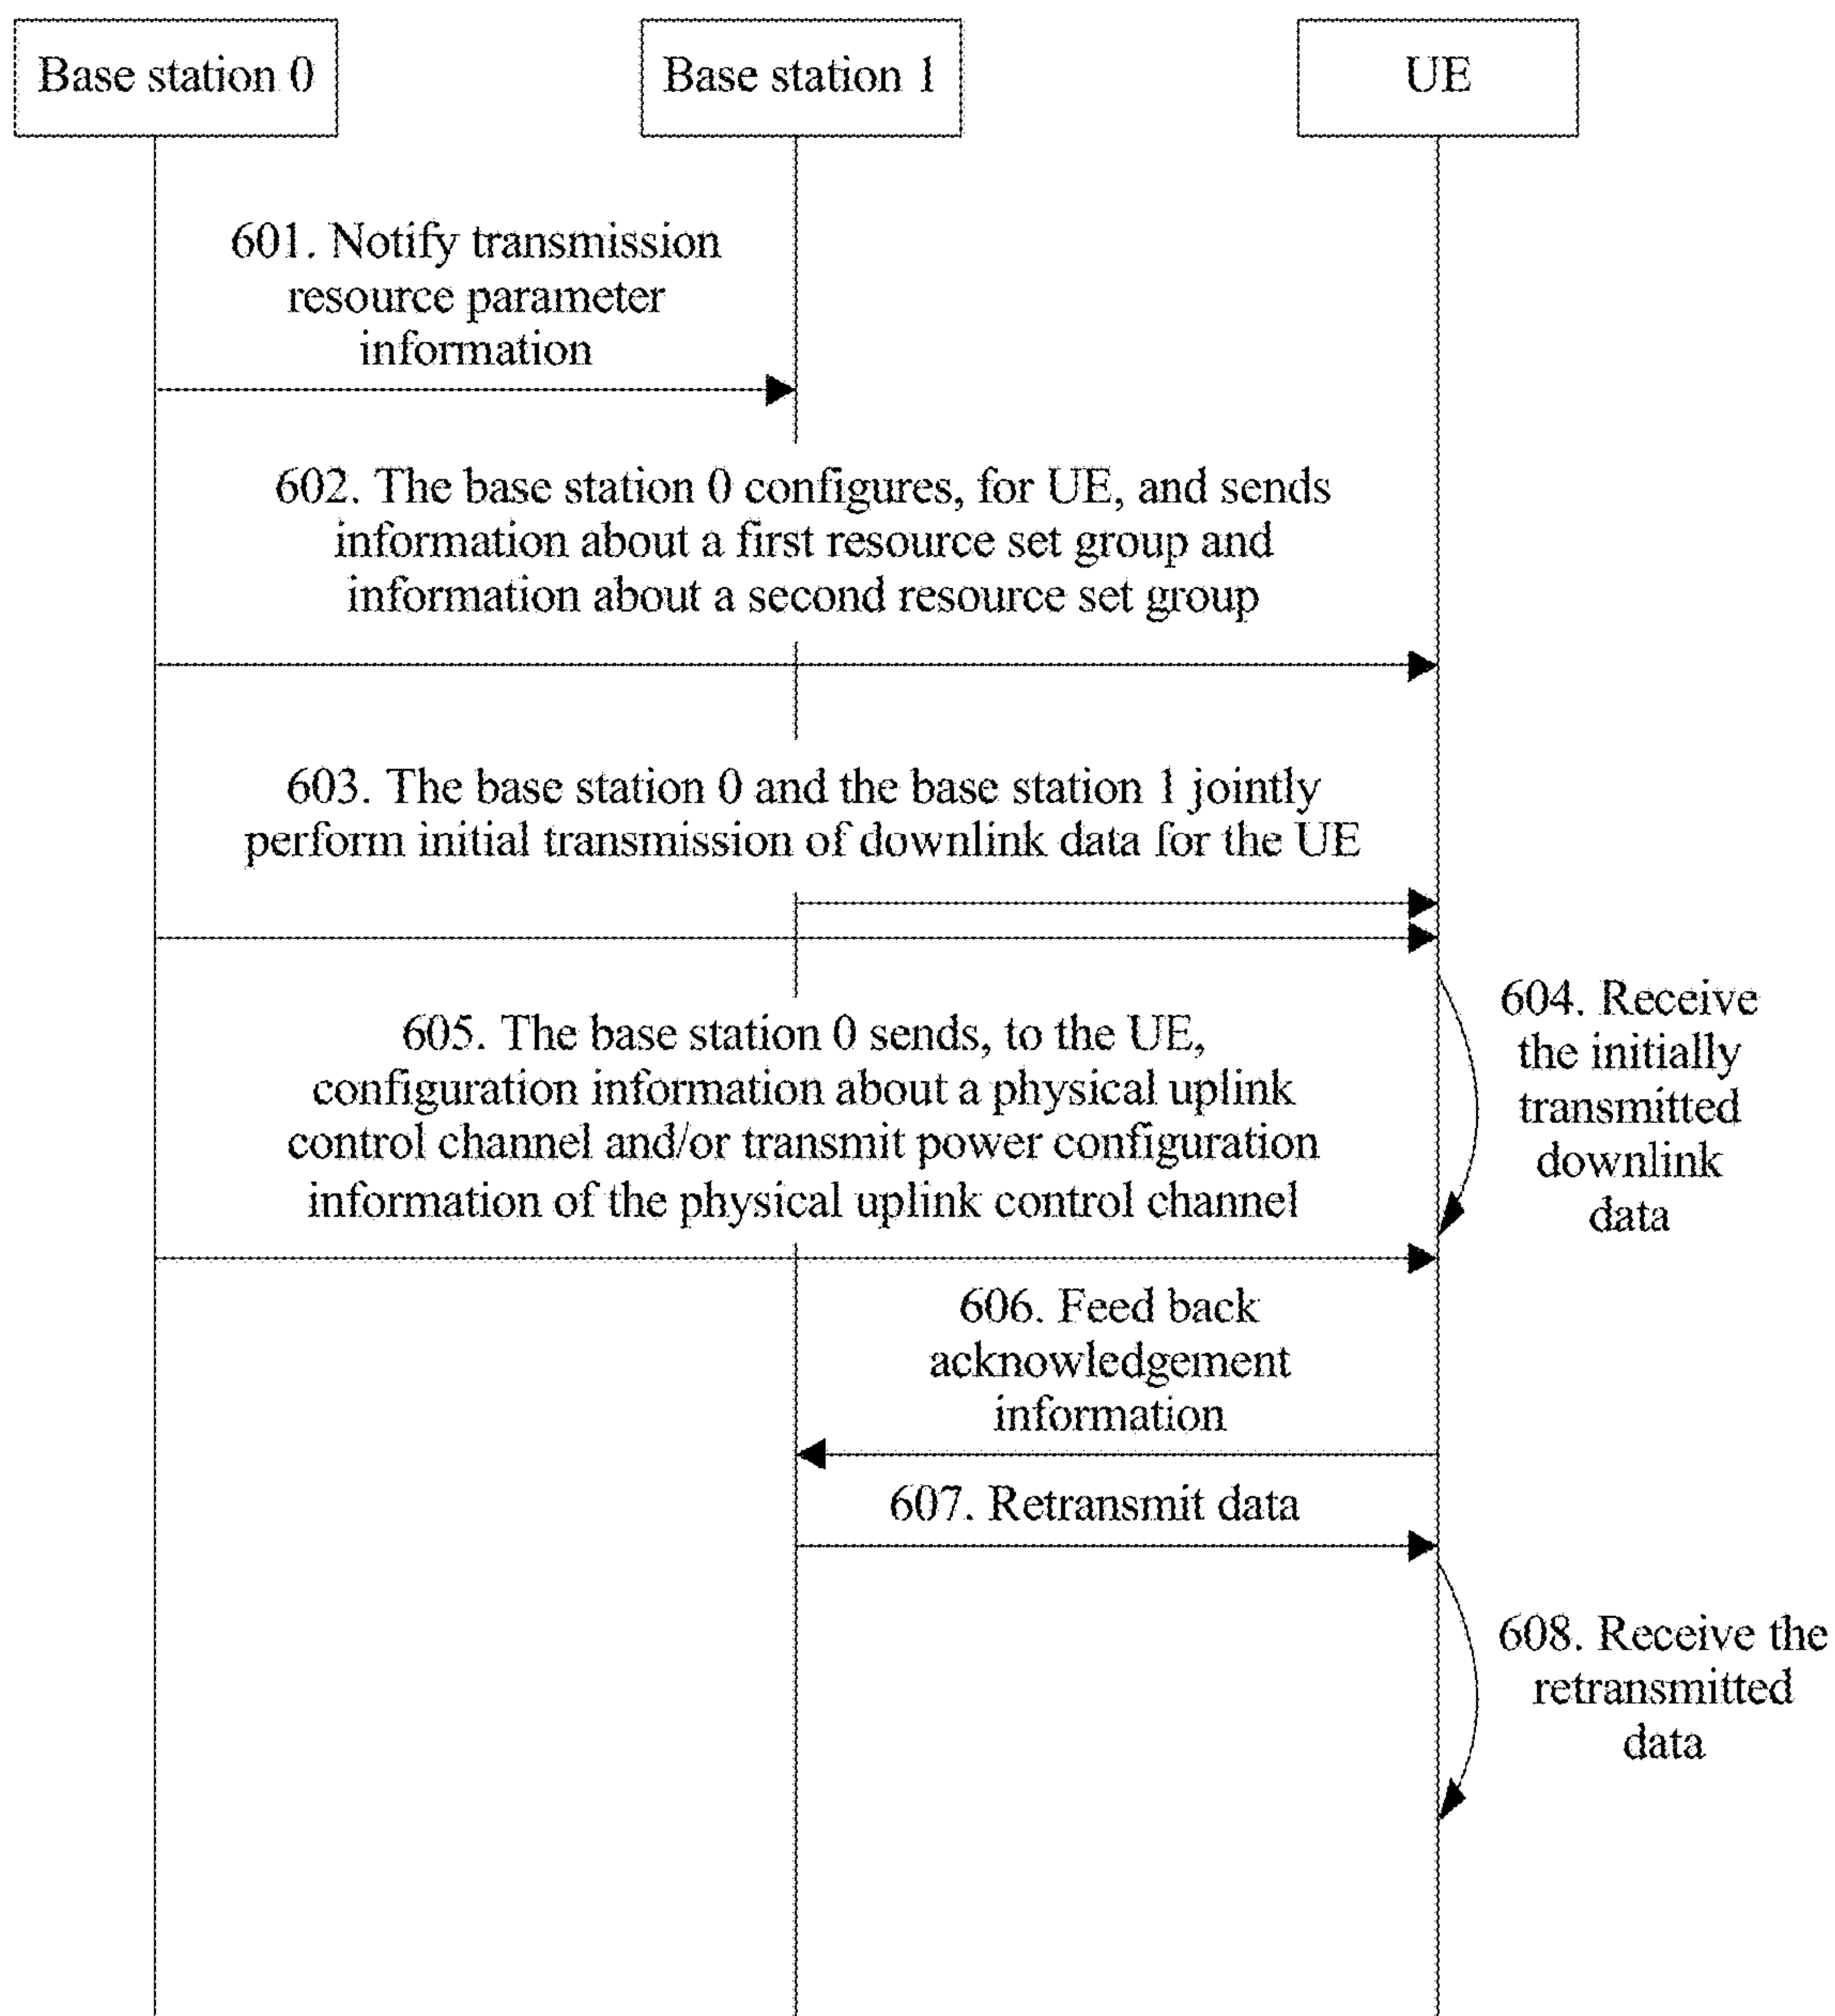 Base station 0
Base station 1
UE
601. Notify transmission
resource parameter
information
602. The base station 0 configures, for UE, and sends
information about a first resource set group and
information about a second resource set group
603. The base station 0 and the base station 1 jointly
perform initial transmission of downlink data for the UE
604. Receive
the initially
transmitted
downlink
data
605. The base station 0 sends, to the UE,
configuration information about a physical uplink
control channel and/or transmit power configuration
information of the physical uplink control channel
606. Feed back
acknowledgement
information
607. Retransmit data
608. Receive the
retransmitted
data